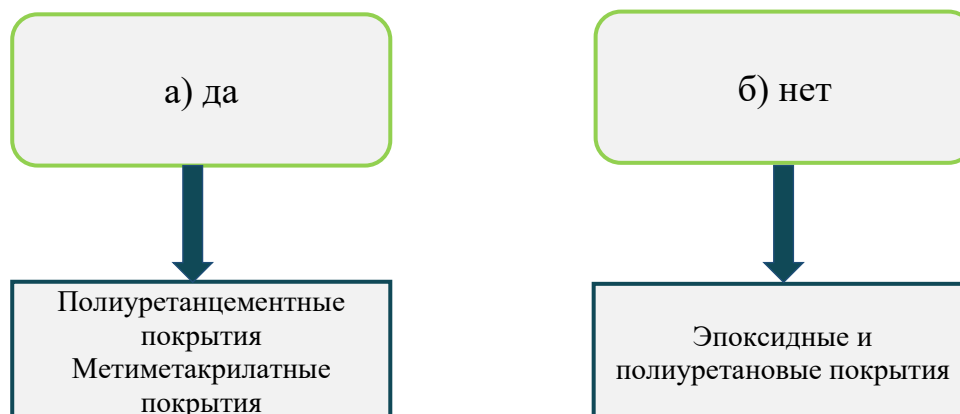 а) да
б) нет
Полиуретанцементные
покрытия
Метиметакрилатные
покрытия
Эпоксидные и
полиуретановые покрытия